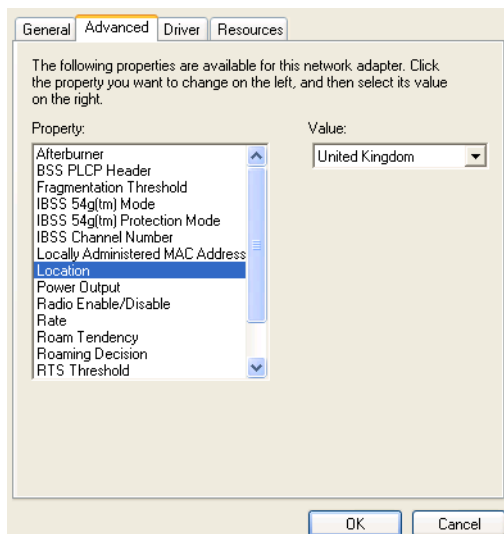 General Advanced Driver Resources
The following properties are available for this network adapter. Click
the property you want to change on the left, and then select its value
on the right.
Property:
Value:
Afterburner
BSS PLCP Header
Fragmentation Threshold
IBSS 54g(tm) Mode
IBSS 54g(tm) Protection Mode
IBSS Channel Number
Locally Administered MAC Address
Location
Power Output
Radio Enable/Disable
Rate
Roam Tendency
Roaming Decision
RTS Threshold
United Kingdom
OK Cancel